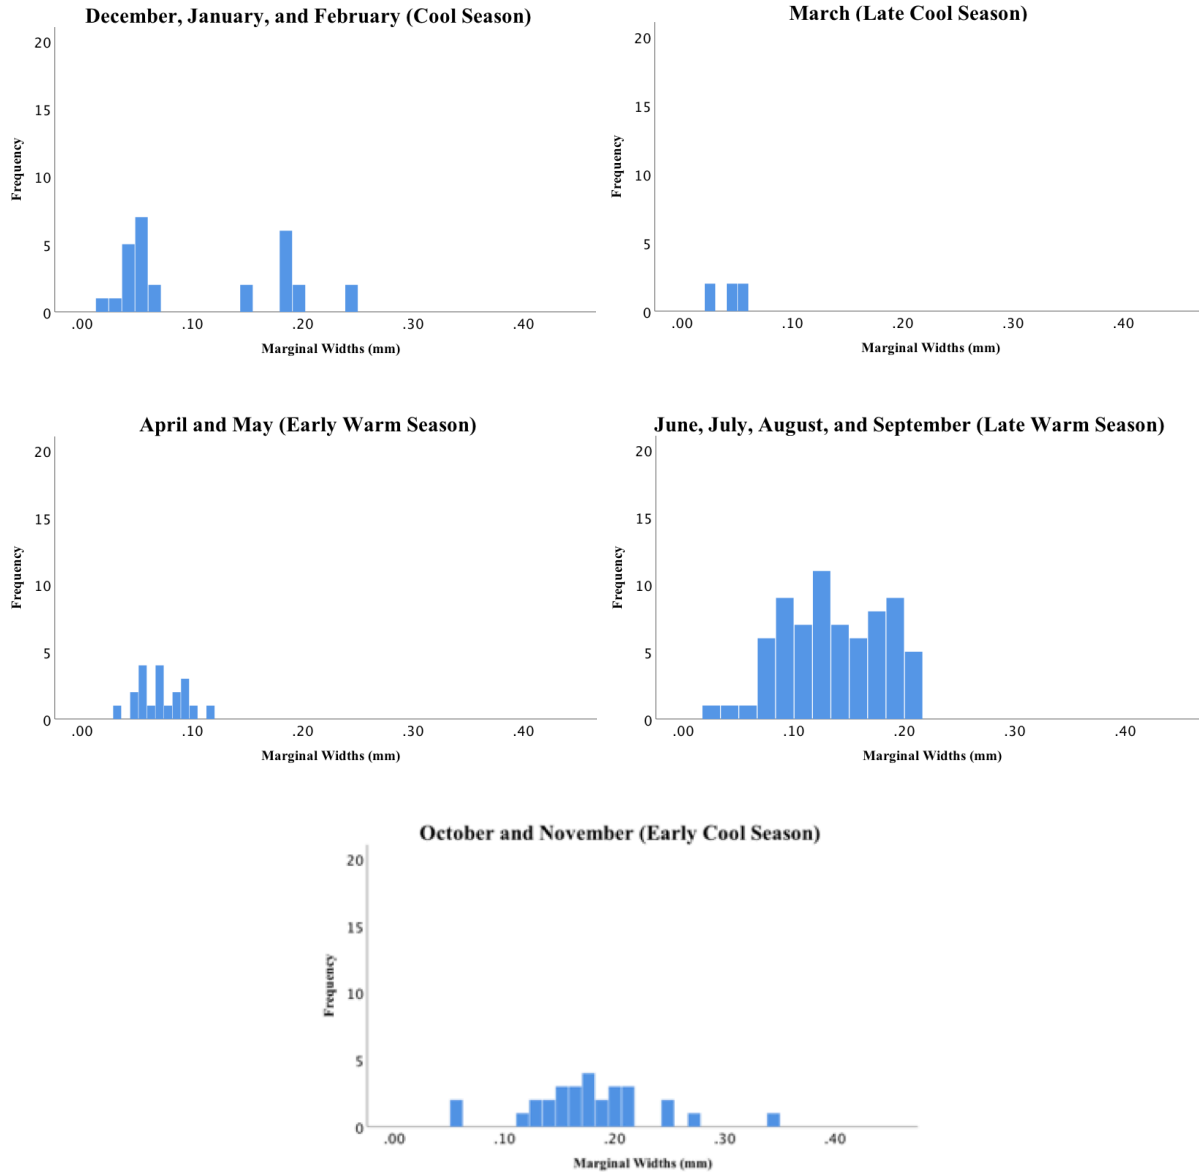 December, January, and February (Cool Season)
20
15
10
5
0
Frequency
.00 .10 .20 .30 .40
Marginal Widths (mm)
March (Late Cool Season)
20
15
10
5
0
Frequency
.00 .10 .20 .30 .40
Marginal Widths (mm)
April and May (Early Warm Season)
20
15
10
5
0
Frequency
.00 .10 .20 .30 .40
Marginal Widths (mm)
June, July, August, and September (Late Warm Season)
20
15
10
5
0
Frequency
.00 .10 .20 .30 .40
Marginal Widths (mm)
October and November (Early Cool Season)
20
15
10
5
0
Frequency
.00 .10 .20 .30 .40
Marginal Widths (mm)